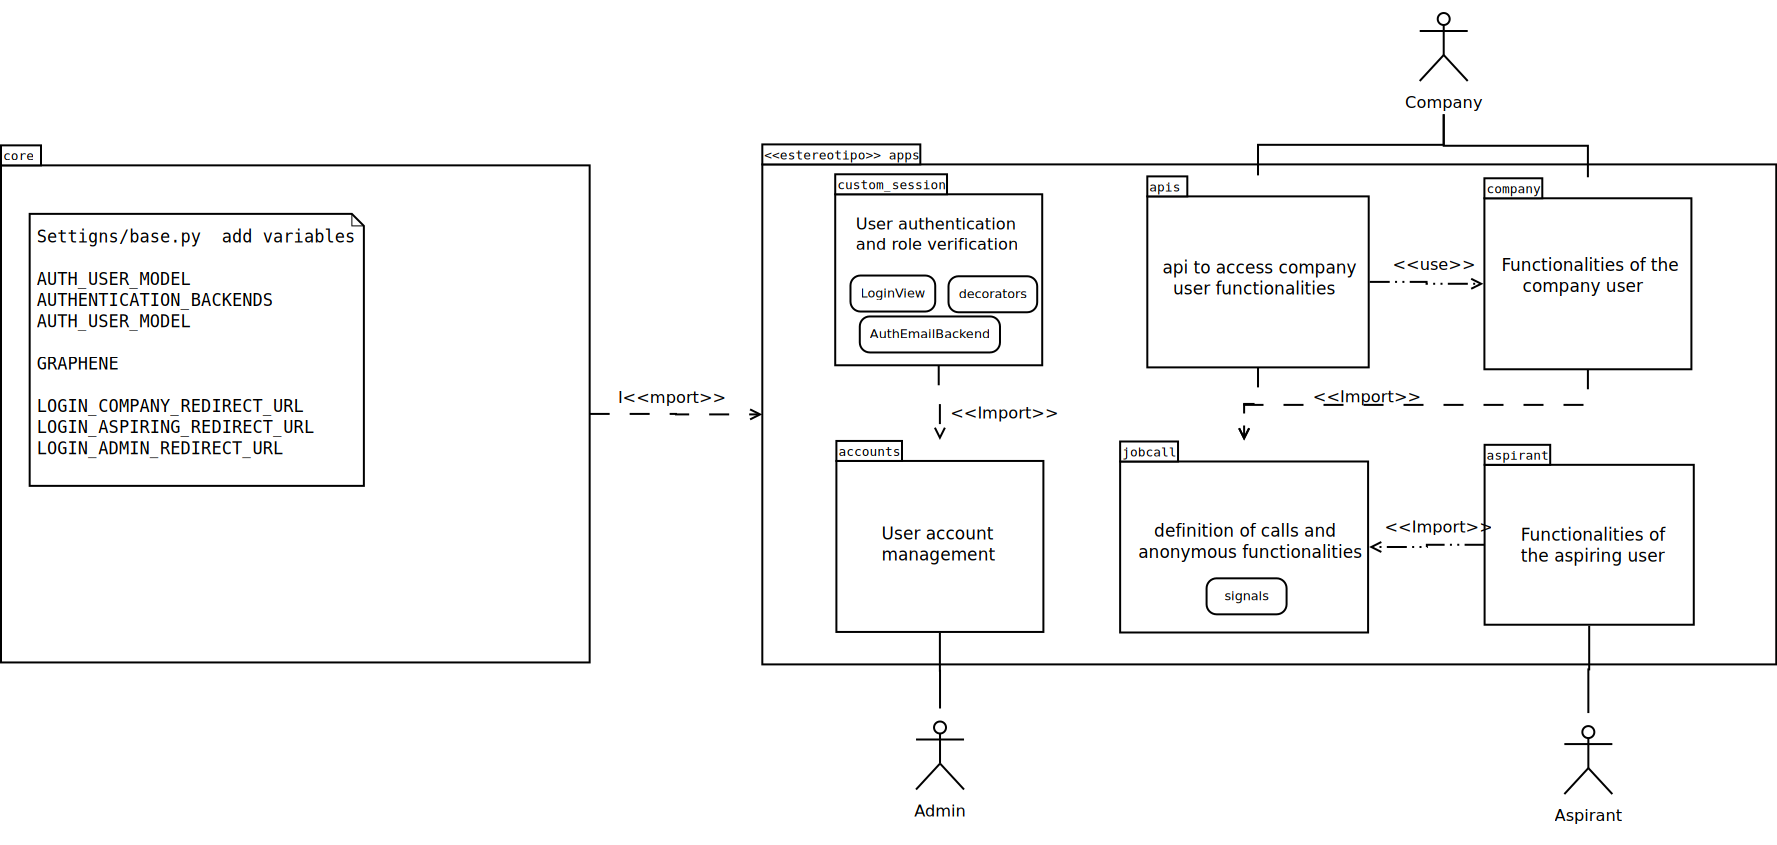 Company
core
Settigns/base.py  add variables
AUTH_USER_MODEL
AUTHENTICATION_BACKENDS
AUTH_USER_MODEL
GRAPHENE
LOGIN_COMPANY_REDIRECT_URL
LOGIN_ASPIRING_REDIRECT_URL
LOGIN_ADMIN_REDIRECT_URL
I<<mport>>
<<estereotipo>> apps
custom_session
User authentication
and role verification
LoginView
decorators
AuthEmailBackend
<<Import>>
apis
api to access company
user functionalities
<<use>>
company
Functionalities of the
company user
<<Import>>
accounts
User account
management
jobcall
definition of calls and
anonymous functionalities
signals
<<Import>>
aspirant
Functionalities of
the aspiring user
Admin
Aspirant